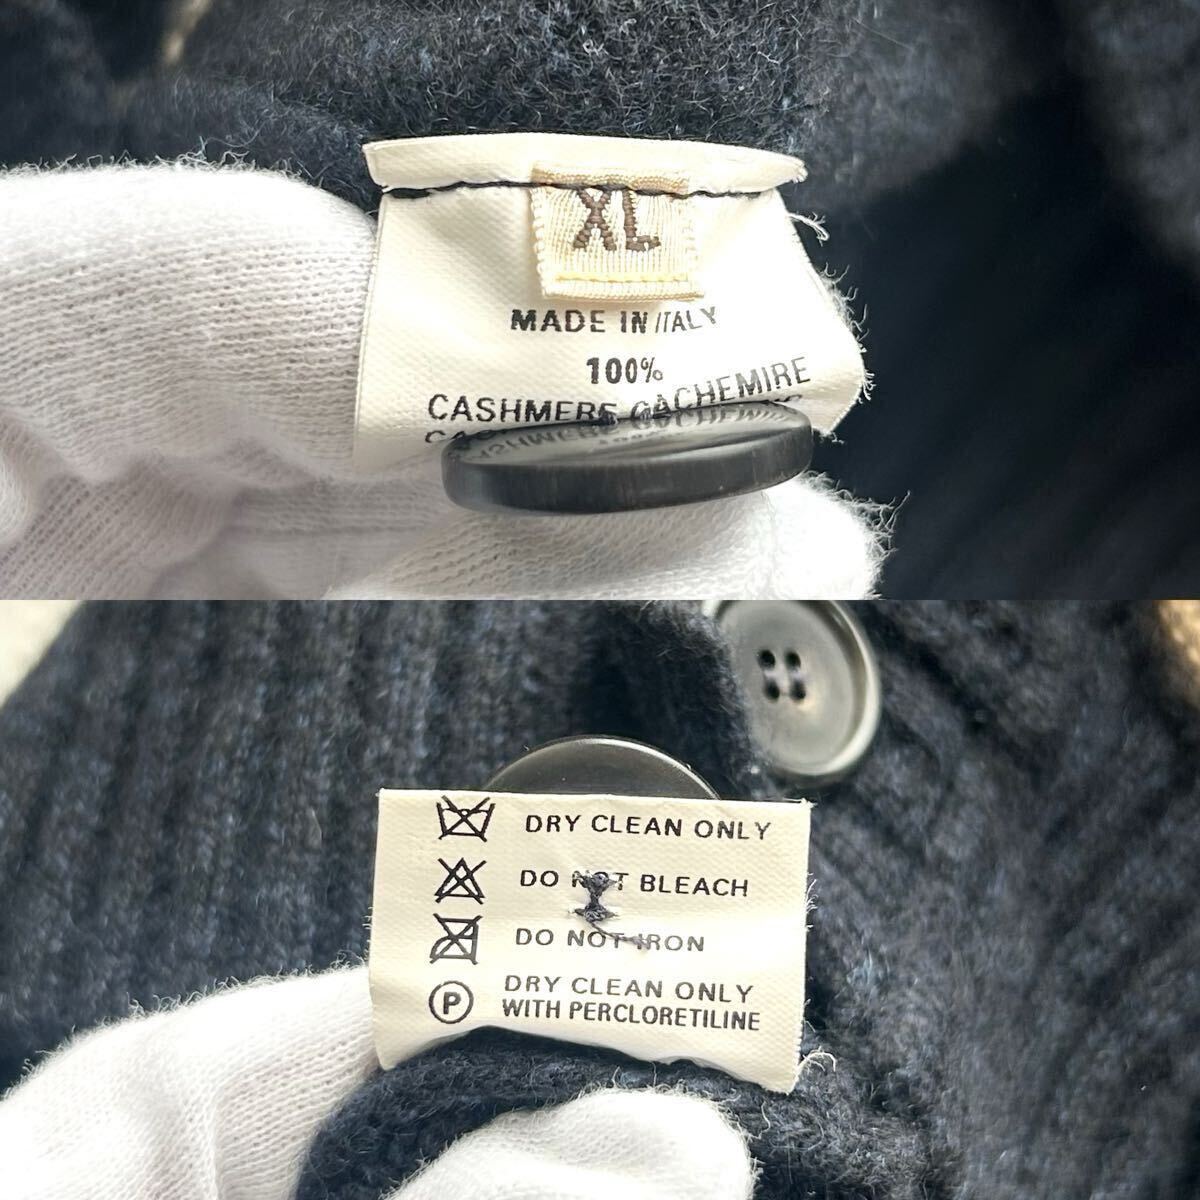 XL
MADE IN ITALY
100%
CASHMERE CACHEMIRE
DRY CLEAN ONLY
DO NOT BLEACH
DO NOT IRON
P
DRY CLEAN ONLY
WITH PERCLORETILINE